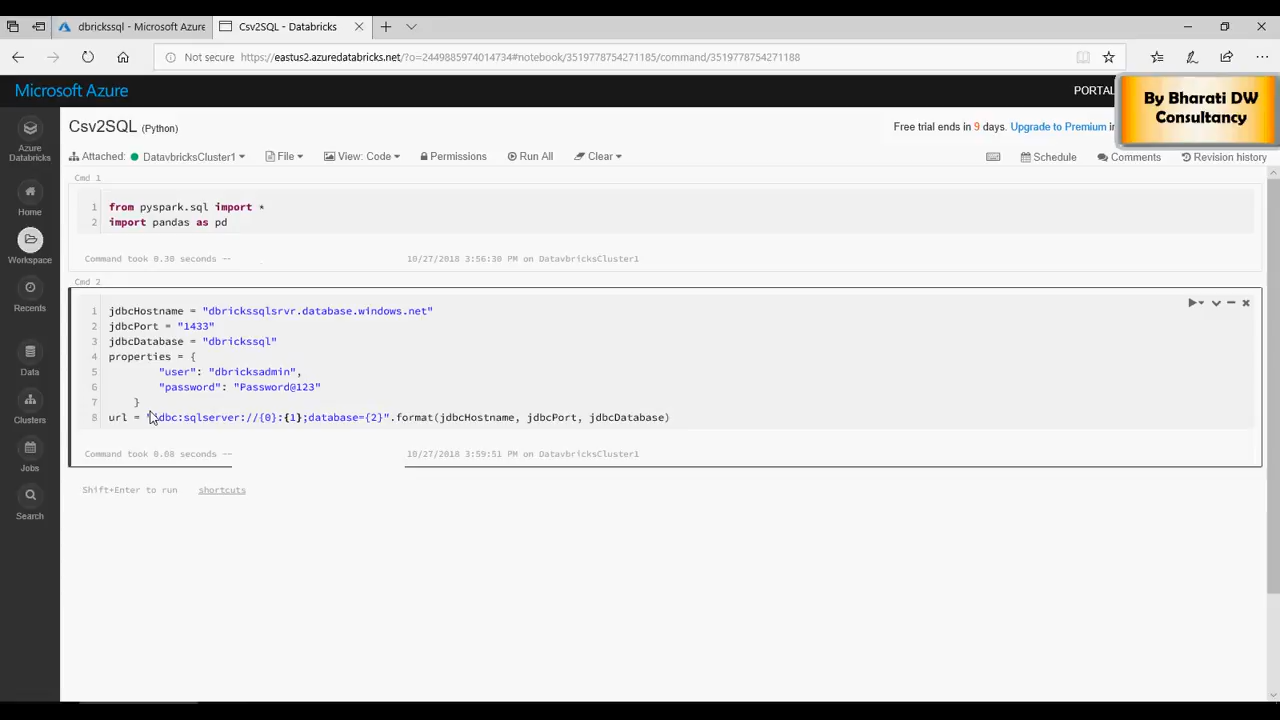 dbrickssql - Microsoft Azure
Csv2SQL - Databricks
Not secure https://eastus2.azuredatabricks.net/?o=2449885974014734#notebook/3519778754271185/command/3519778754271188
Microsoft Azure
PORTAL
By Bharati DW
Consultancy
Csv2SQL (Python)
Free trial ends in 9 days. Upgrade to Premium in
Attached: DatavbricksCluster1
File
View: Code
Permissions
Run All
Clear
Schedule
Comments
Revision history
Azure
Databricks
Home
Workspace
Recents
Data
Clusters
Jobs
Search
Cmd 1
1 from pyspark.sql import *
2 import pandas as pd
Command took 0.30 seconds -- 10/27/2018 3:56:30 PM on DatavbricksCluster1
Cmd 2
1 jdbcHostname = "dbrickssqlsrvr.database.windows.net"
2 jdbcPort = "1433"
3 jdbcDatabase = "dbrickssql"
4 properties = {
5 "user": "dbricksadmin",
6 "password": "Password@123"
7 }
8 url = "jdbc:sqlserver://{0}:{1};database={2}".format(jdbcHostname, jdbcPort, jdbcDatabase)
Command took 0.08 seconds -- 10/27/2018 3:59:51 PM on DatavbricksCluster1
Shift+Enter to run shortcuts